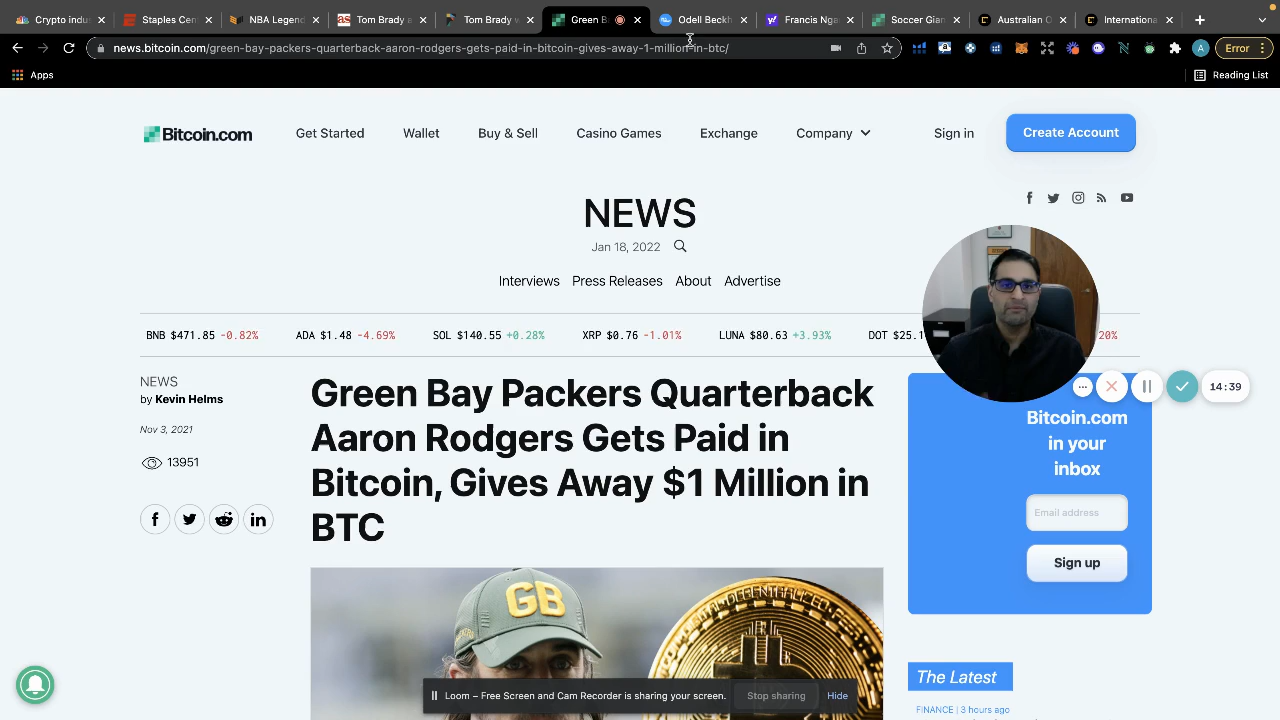 Crypto indus
Staples Cen
NBA Legend
Tom Brady a
Tom Brady w
Green B
Odell Beckh
Francis Nga
Soccer Gian
Australian O
Internationa
news.bitcoin.com/green-bay-packers-quarterback-aaron-rodgers-gets-paid-in-bitcoin-gives-away-1-million-in-btc/
A
Error
Apps
Reading List
Bitcoin.com
Get Started
Wallet
Buy & Sell
Casino Games
Exchange
Company
Sign in
Create Account
NEWS
Jan 18, 2022
Interviews
Press Releases
About
Advertise
BNB $471.85 -0.82%
ADA $1.48 -4.69%
SOL $140.55 +0.28%
XRP $0.76 -1.01%
LUNA $80.63 +3.93%
DOT $25.1
20%
NEWS
by Kevin Helms
Nov 3, 2021
13951
Green Bay Packers Quarterback
Aaron Rodgers Gets Paid in
Bitcoin, Gives Away $1 Million in
BTC
14:39
Bitcoin.com
in your
inbox
Email address
Sign up
GB
Loom – Free Screen and Cam Recorder is sharing your screen.
Stop sharing
Hide
The Latest
FINANCE | 3 hours ago